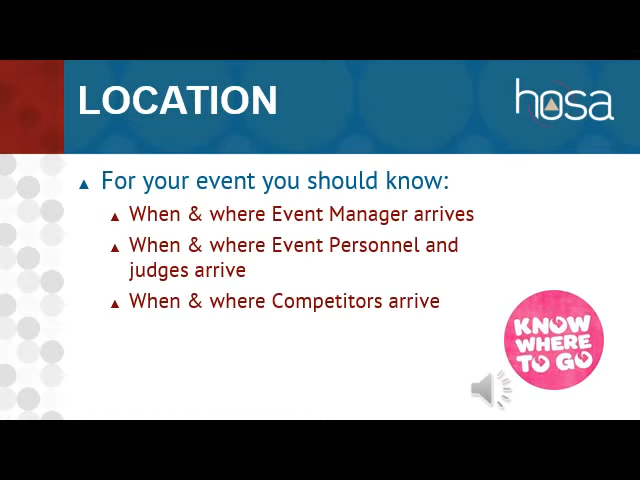 LOCATION
hosa
For your event you should know:
When & where Event Manager arrives
When & where Event Personnel and
judges arrive
When & where Competitors arrive
KNOW
WHERE
TO GO